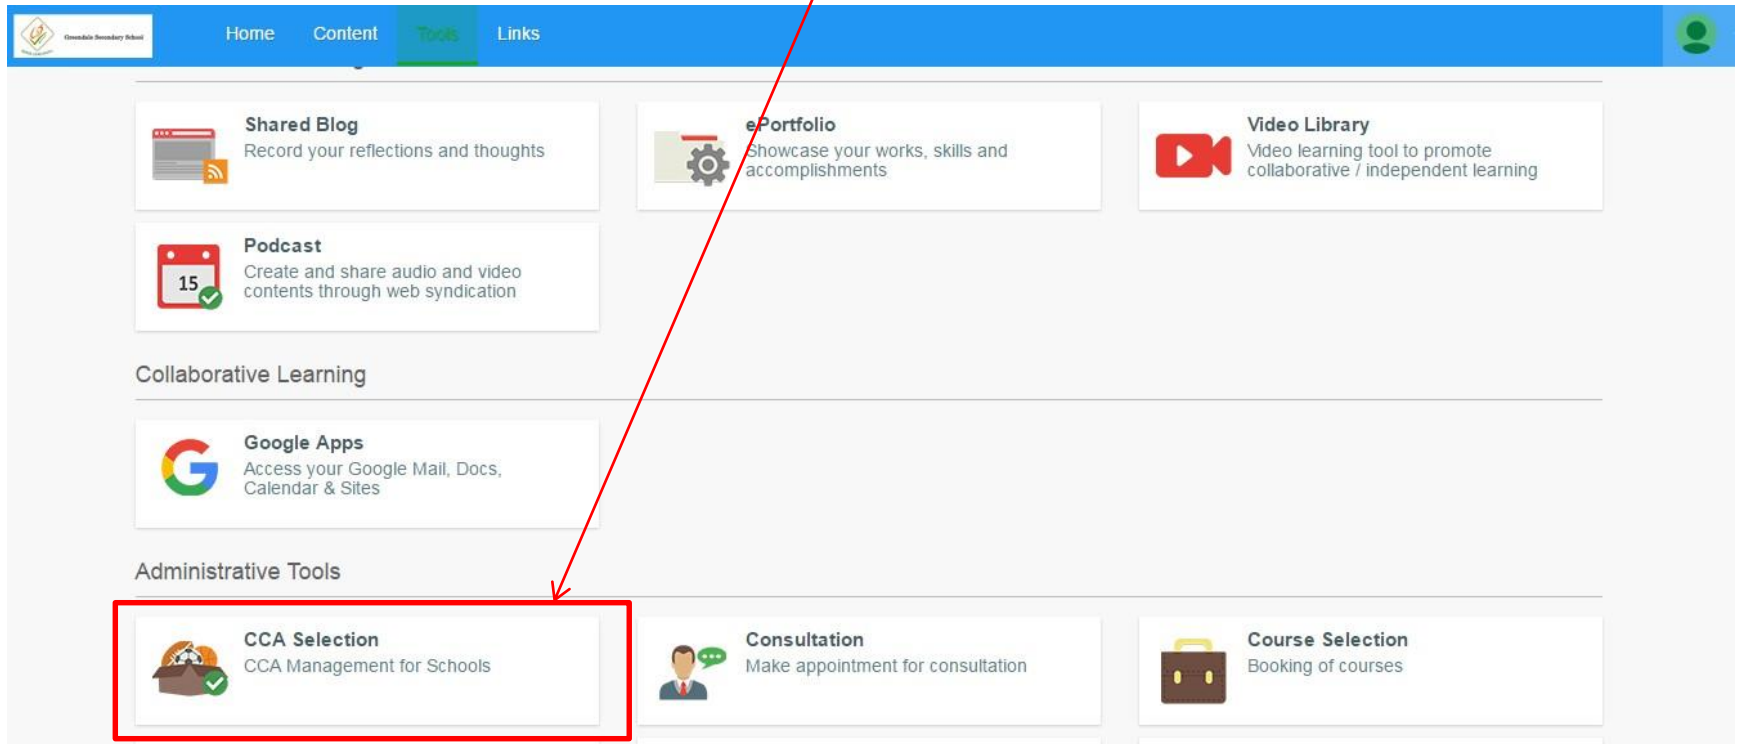 Greendale Secondary School
Home
Content
Tools
Links
Shared Blog
Record your reflections and thoughts
ePortfolio
Showcase your works, skills and
accomplishments
Video Library
Video learning tool to promote
collaborative / independent learning
15
Podcast
Create and share audio and video
contents through web syndication
Collaborative Learning
Google Apps
Access your Google Mail, Docs,
Calendar & Sites
Administrative Tools
CCA Selection
CCA Management for Schools
Consultation
Make appointment for consultation
Course Selection
Booking of courses